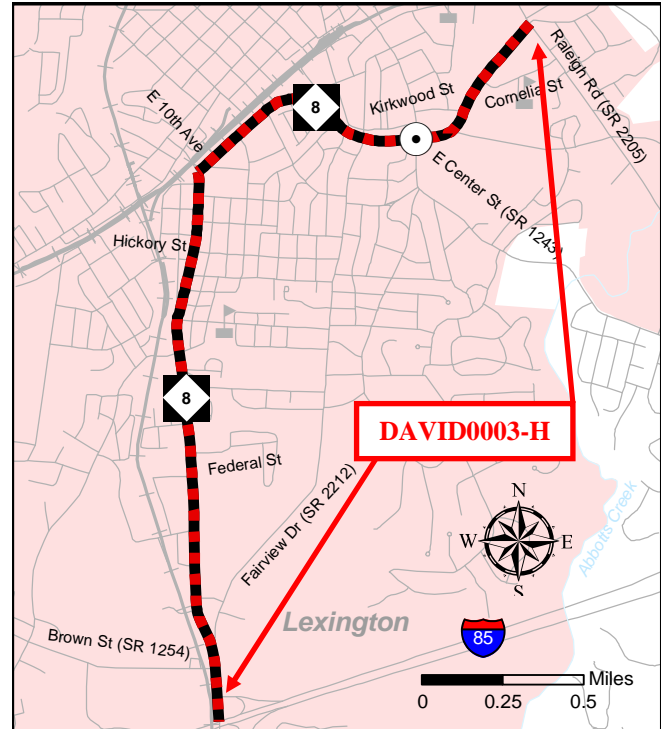 Raleigh Rd (SR 2205)
8
Kirkwood St
Cornelia St
E 10th Ave
E Center St (SR 1243)
Hickory St
8
DAVID0003-H
Federal St
Fairview Dr (SR 2212)
N
W E
S
Abbotts Creek
Lexington
85
Brown St (SR 1254)
Miles
0 0.25 0.5